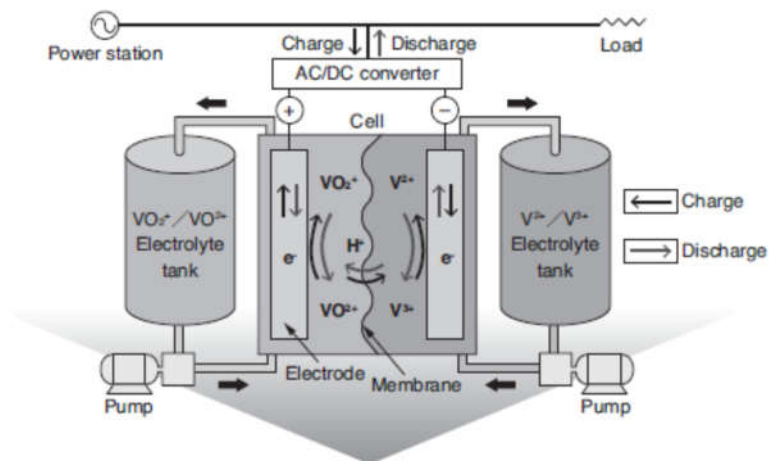 Charge
Discharge
Power station
Load
AC/DC converter
+
−
Cell
VO₂⁺/VO²⁺
Electrolyte
tank
VO₂⁺
V²⁺
H⁺
e⁻
e⁻
VO²⁺
V³⁺
V²⁺/V³⁺
Electrolyte
tank
Charge
Discharge
Electrode
Membrane
Pump
Pump